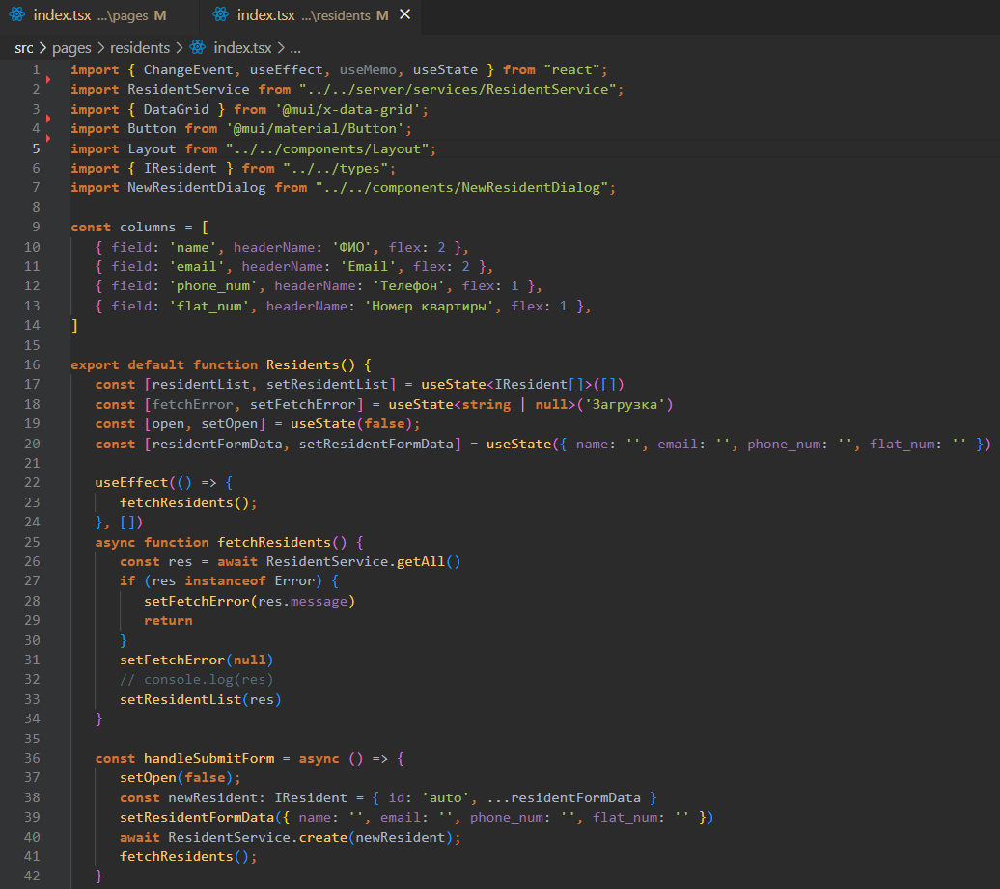 index.tsx ...\pages M
index.tsx ...\residents M
src > pages > residents > index.tsx > ...
1 import { ChangeEvent, useEffect, useMemo, useState } from "react";
2 import ResidentService from "../../server/services/ResidentService";
3 import { DataGrid } from '@mui/x-data-grid';
4 import Button from '@mui/material/Button';
5 import Layout from "../../components/Layout";
6 import { IResident } from "../../types";
7 import NewResidentDialog from "../../components/NewResidentDialog";
8
9 const columns = [
10 { field: 'name', headerName: 'ФИО', flex: 2 },
11 { field: 'email', headerName: 'Email', flex: 2 },
12 { field: 'phone_num', headerName: 'Телефон', flex: 1 },
13 { field: 'flat_num', headerName: 'Номер квартиры', flex: 1 },
14 ]
15
16 export default function Residents() {
17 const [residentList, setResidentList] = useState<IResident[]>([])
18 const [fetchError, setFetchError] = useState<string | null>('Загрузка')
19 const [open, setOpen] = useState(false);
20 const [residentFormData, setResidentFormData] = useState({ name: '', email: '', phone_num: '', flat_num: '' })
21
22 useEffect(() => {
23 fetchResidents();
24 }, [])
25 async function fetchResidents() {
26 const res = await ResidentService.getAll()
27 if (res instanceof Error) {
28 setFetchError(res.message)
29 return
30 }
31 setFetchError(null)
32 // console.log(res)
33 setResidentList(res)
34 }
35
36 const handleSubmitForm = async () => {
37 setOpen(false);
38 const newResident: IResident = { id: 'auto', ...residentFormData }
39 setResidentFormData({ name: '', email: '', phone_num: '', flat_num: '' })
40 await ResidentService.create(newResident);
41 fetchResidents();
42 }